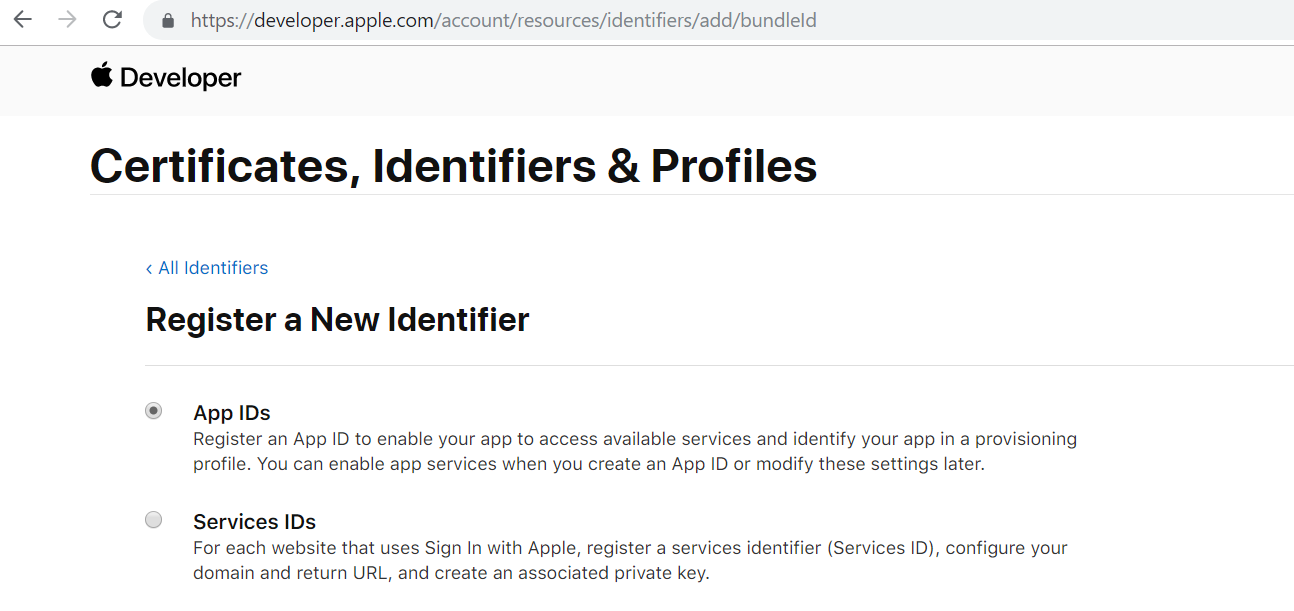 https://developer.apple.com/account/resources/identifiers/add/bundleId
Developer
Certificates, Identifiers & Profiles
‹ All Identifiers
Register a New Identifier
App IDs
Register an App ID to enable your app to access available services and identify your app in a provisioning
profile. You can enable app services when you create an App ID or modify these settings later.
Services IDs
For each website that uses Sign In with Apple, register a services identifier (Services ID), configure your
domain and return URL, and create an associated private key.